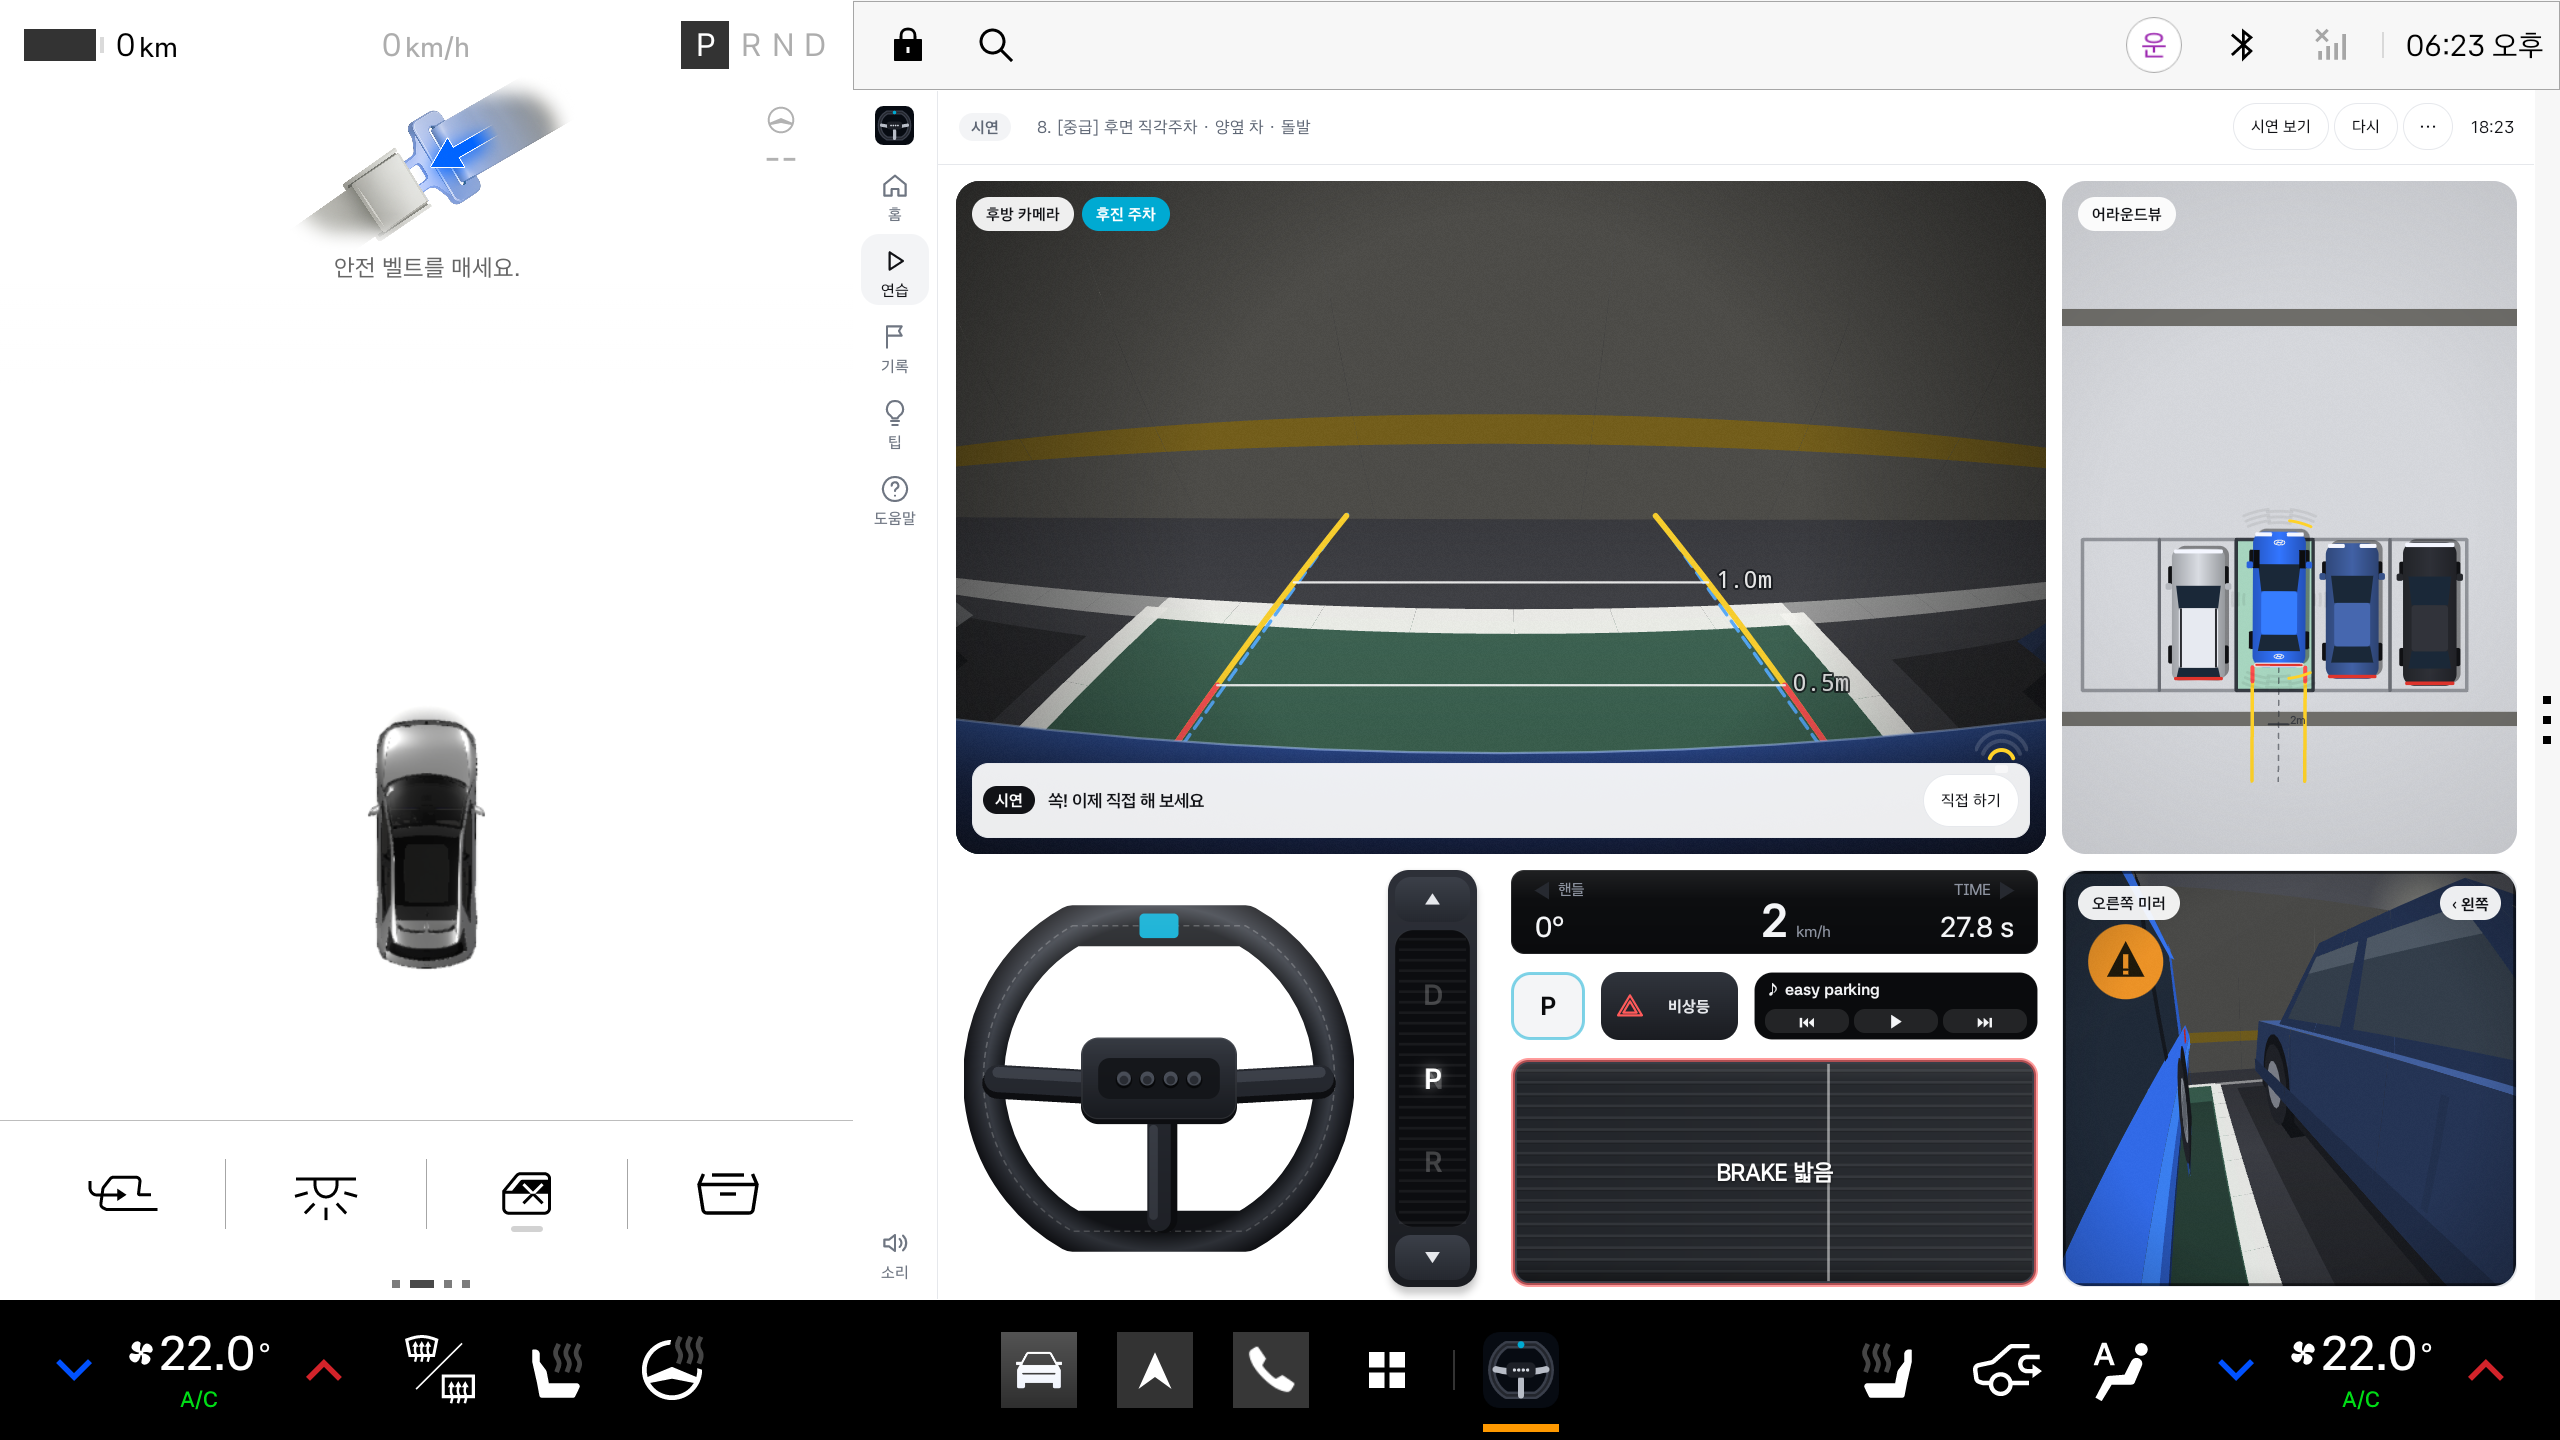 0 km
0 km/h
P R N D
운
06:23 오후
안전 벨트를 매세요.
홈
연습
기록
팁
도움말
소리
시연
8. [중급] 후면 직각주차 · 양옆 차 · 돌발
시연 보기
다시
···
18:23
후방 카메라
후진 주차
1.0m
0.5m
시연
쏙! 이제 직접 해 보세요
직접 하기
어라운드뷰
2m
D
P
R
핸들
TIME
0°
2 km/h
27.8 s
P
비상등
♪ easy parking
BRAKE 밟음
오른쪽 미러
‹ 왼쪽
22.0°
A/C
A
22.0°
A/C